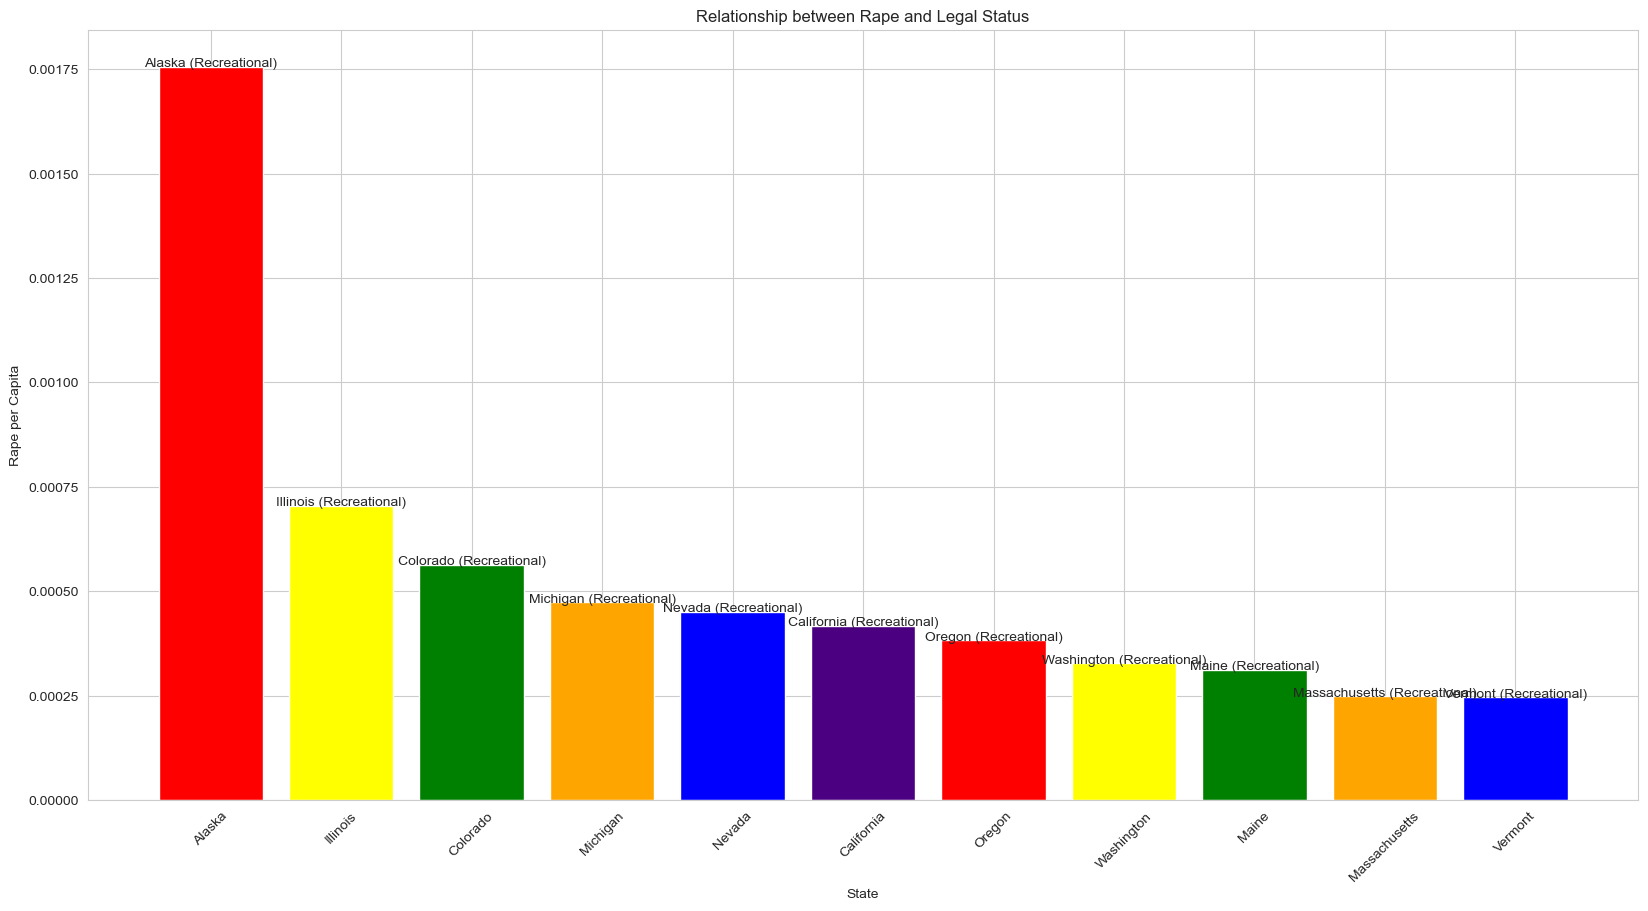 Relationship between Rape and Legal Status
Rape per Capita
0.00175
0.00150
0.00125
0.00100
0.00075
0.00050
0.00025
0.00000
Alaska (Recreational)
Illinois (Recreational)
Colorado (Recreational)
Michigan (Recreational)
Nevada (Recreational)
California (Recreational)
Oregon (Recreational)
Washington (Recreational)
Maine (Recreational)
Massachusetts (Recreational)
Vermont (Recreational)
Alaska
Illinois
Colorado
Michigan
Nevada
California
Oregon
Washington
Maine
Massachusetts
Vermont
State